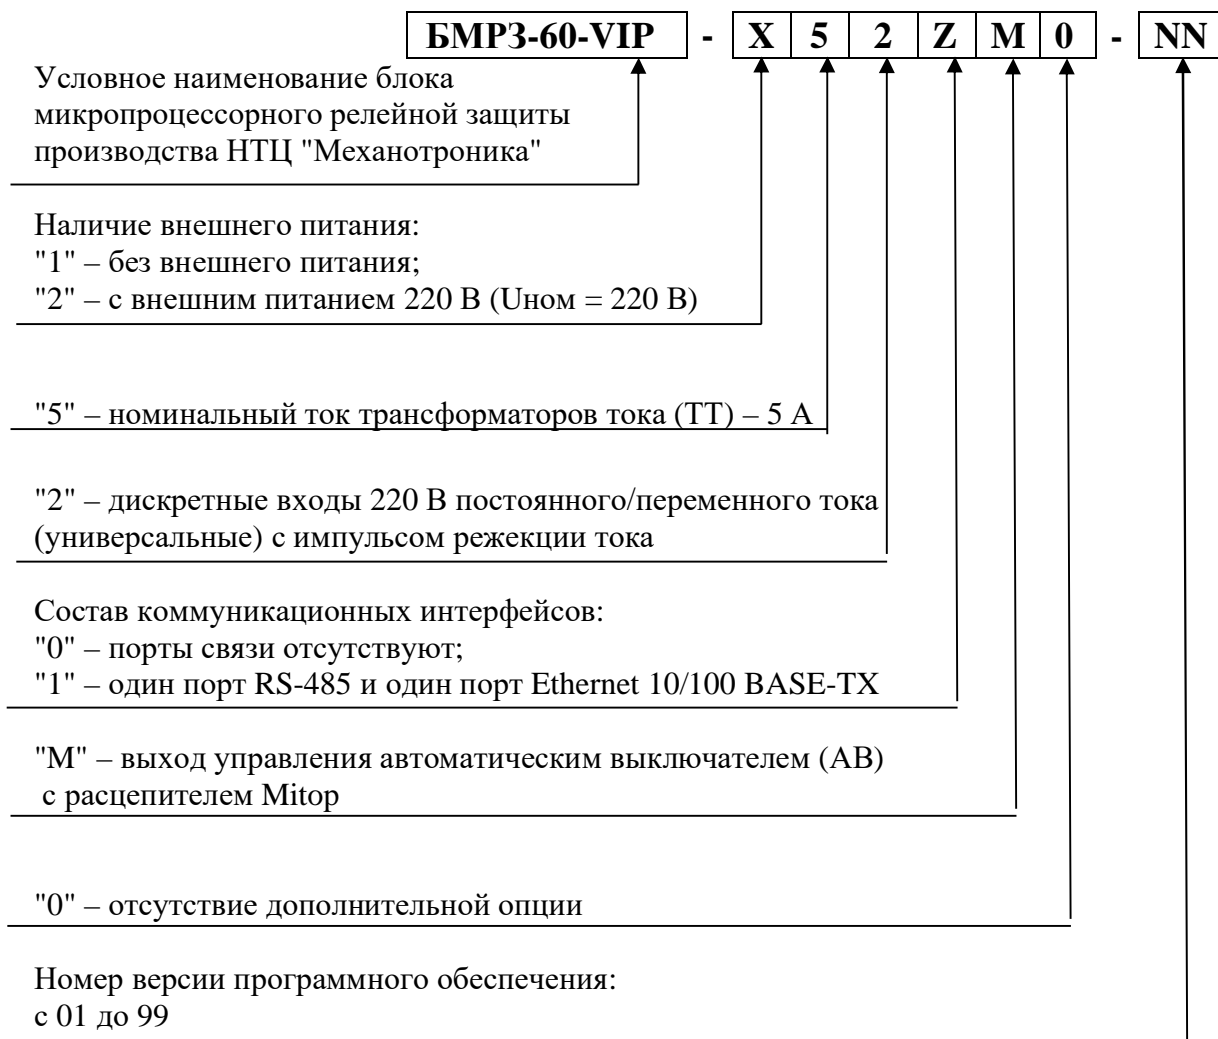 БМРЗ-60-VIP - X 5 2 Z M 0 - NN
Условное наименование блока
микропроцессорного релейной защиты
производства НТЦ "Механотроника"
Наличие внешнего питания:
"1" – без внешнего питания;
"2" – с внешним питанием 220 В (Uном = 220 В)
"5" – номинальный ток трансформаторов тока (ТТ) – 5 А
"2" – дискретные входы 220 В постоянного/переменного тока
(универсальные) с импульсом режекции тока
Состав коммуникационных интерфейсов:
"0" – порты связи отсутствуют;
"1" – один порт RS-485 и один порт Ethernet 10/100 BASE-TX
"М" – выход управления автоматическим выключателем (АВ)
с расцепителем Mitop
"0" – отсутствие дополнительной опции
Номер версии программного обеспечения:
с 01 до 99